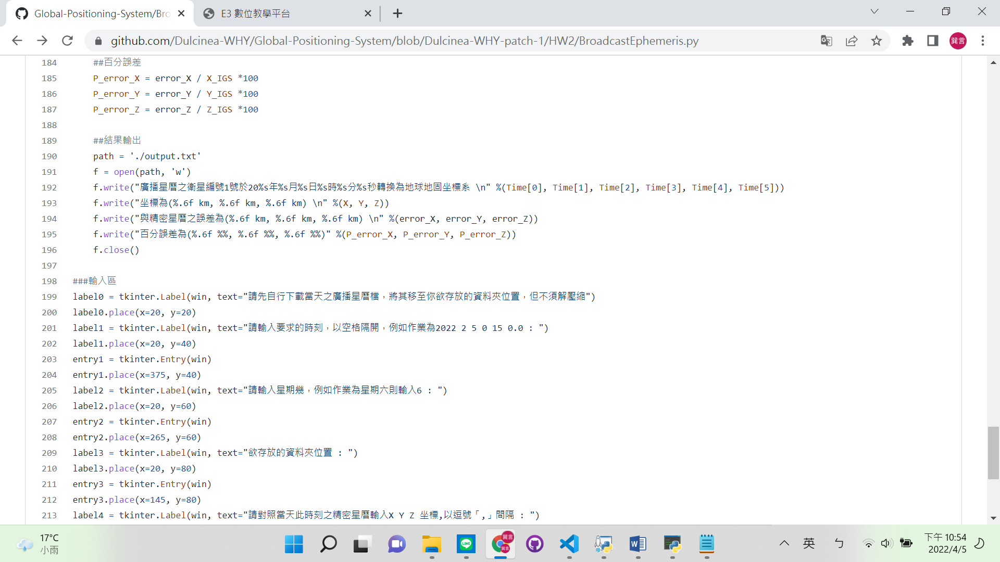 Global-Positioning-System/Bro
E3 數位教學平台
github.com/Dulcinea-WHY/Global-Positioning-System/blob/Dulcinea-WHY-patch-1/HW2/BroadcastEphemeris.py
巽言
184 ##百分誤差
185 P_error_X = error_X / X_IGS *100
186 P_error_Y = error_Y / Y_IGS *100
187 P_error_Z = error_Z / Z_IGS *100
188
189 ##結果輸出
190 path = './output.txt'
191 f = open(path, 'w')
192 f.write("廣播星曆之衛星編號1號於20%s年%s月%s日%s時%s分%s秒轉換為地球地固坐標系 \n" %(Time[0], Time[1], Time[2], Time[3], Time[4], Time[5]))
193 f.write("坐標為(%.6f km, %.6f km, %.6f km) \n" %(X, Y, Z))
194 f.write("與精密星曆之誤差為(%.6f km, %.6f km, %.6f km) \n" %(error_X, error_Y, error_Z))
195 f.write("百分誤差為(%.6f %%, %.6f %%, %.6f %%)" %(P_error_X, P_error_Y, P_error_Z))
196 f.close()
197
198 ###輸入區
199 label0 = tkinter.Label(win, text="請先自行下載當天之廣播星曆檔，將其移至你欲存放的資料夾位置，但不須解壓縮")
200 label0.place(x=20, y=20)
201 label1 = tkinter.Label(win, text="請輸入要求的時刻，以空格隔開，例如作業為2022 2 5 0 15 0.0 : ")
202 label1.place(x=20, y=40)
203 entry1 = tkinter.Entry(win)
204 entry1.place(x=375, y=40)
205 label2 = tkinter.Label(win, text="請輸入星期幾，例如作業為星期六則輸入6 : ")
206 label2.place(x=20, y=60)
207 entry2 = tkinter.Entry(win)
208 entry2.place(x=265, y=60)
209 label3 = tkinter.Label(win, text="欲存放的資料夾位置 : ")
210 label3.place(x=20, y=80)
211 entry3 = tkinter.Entry(win)
212 entry3.place(x=145, y=80)
213 label4 = tkinter.Label(win, text="請對照當天此時刻之精密星曆輸入X Y Z 坐標,以逗號「,」間隔 : ")
17°C
小雨
LINE
巽言
巽言
英
ㄅ
下午 10:54
2022/4/5